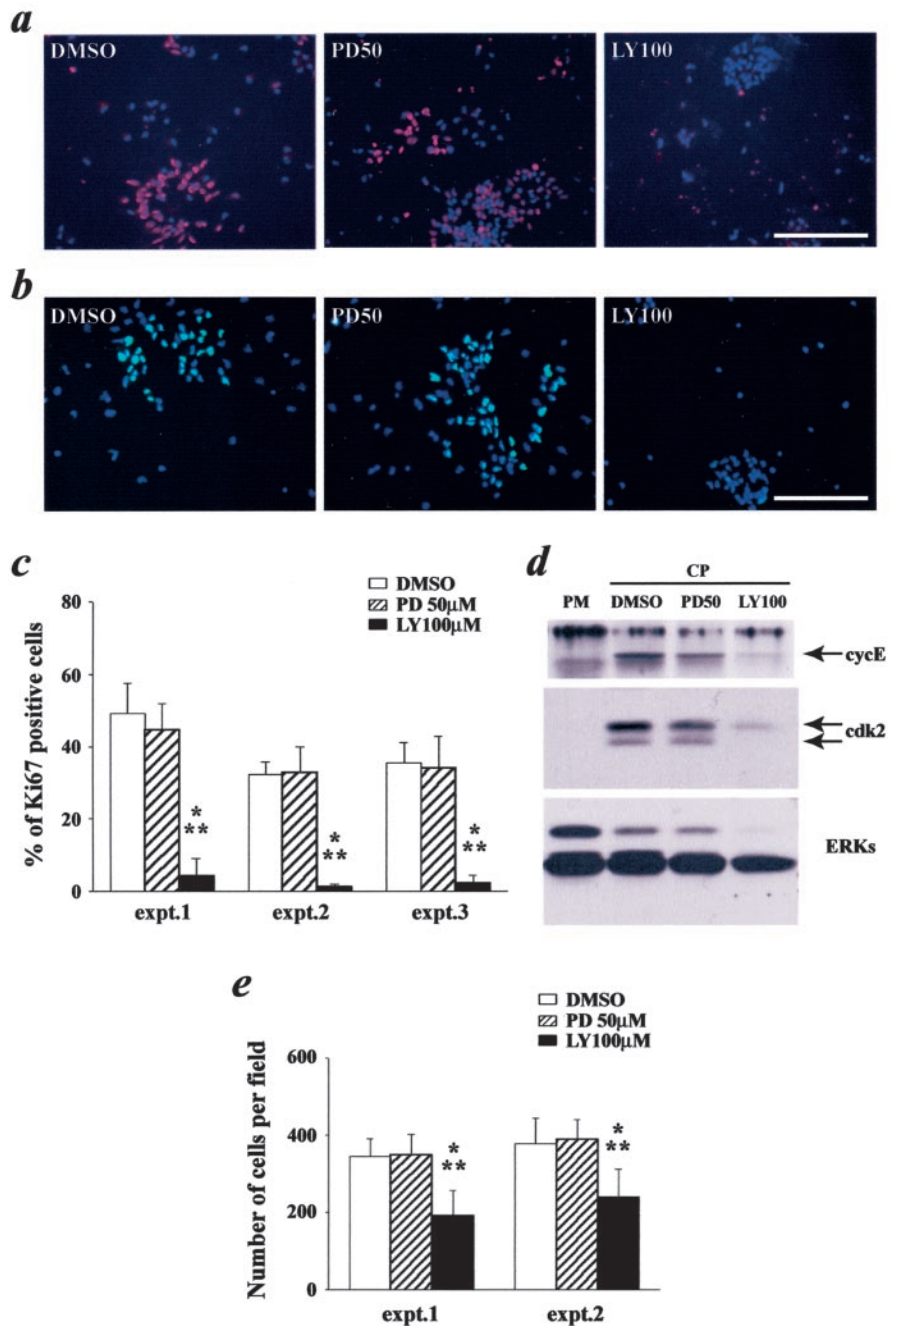 a
DMSO PD50 LY100
b
DMSO PD50 LY100
c
DMSO
PD 50μM
LY100μM
80
60
40
20
0
% of Ki67 positive cells
* ** * ** * **
expt.1 expt.2 expt.3
d
CP
PM DMSO PD50 LY100
cycE
cdk2
ERKs
e
DMSO
PD 50μM
LY100μM
600
400
200
0
Number of cells per field
* ** * **
expt.1 expt.2